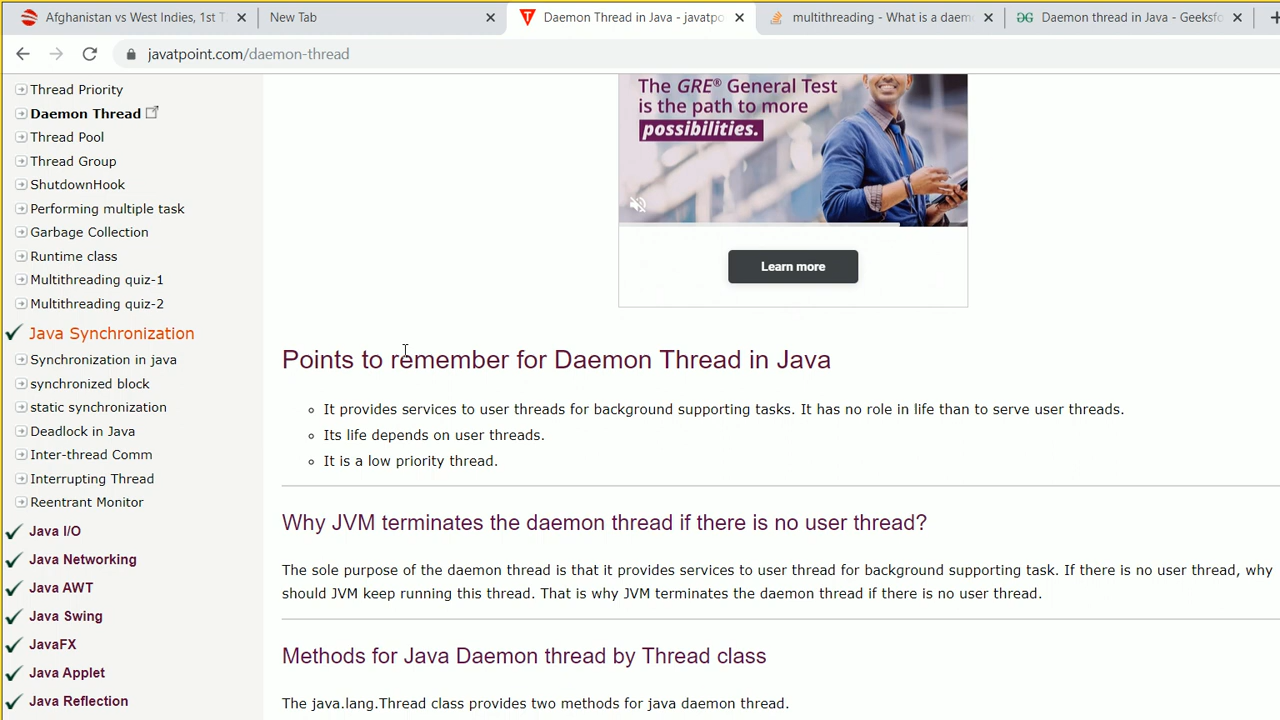 Afghanistan vs West Indies, 1st T
New Tab
Daemon Thread in Java - javatpo
multithreading - What is a daem
Daemon thread in Java - Geeksfo
javatpoint.com/daemon-thread
Thread Priority
Daemon Thread
Thread Pool
Thread Group
ShutdownHook
Performing multiple task
Garbage Collection
Runtime class
Multithreading quiz-1
Multithreading quiz-2
Java Synchronization
Synchronization in java
synchronized block
static synchronization
Deadlock in Java
Inter-thread Comm
Interrupting Thread
Reentrant Monitor
Java I/O
Java Networking
Java AWT
Java Swing
JavaFX
Java Applet
Java Reflection
The GRE® General Test
is the path to more
possibilities.
Learn more
Points to remember for Daemon Thread in Java
It provides services to user threads for background supporting tasks. It has no role in life than to serve user threads.
Its life depends on user threads.
It is a low priority thread.
Why JVM terminates the daemon thread if there is no user thread?
The sole purpose of the daemon thread is that it provides services to user thread for background supporting task. If there is no user thread, why
should JVM keep running this thread. That is why JVM terminates the daemon thread if there is no user thread.
Methods for Java Daemon thread by Thread class
The java.lang.Thread class provides two methods for java daemon thread.